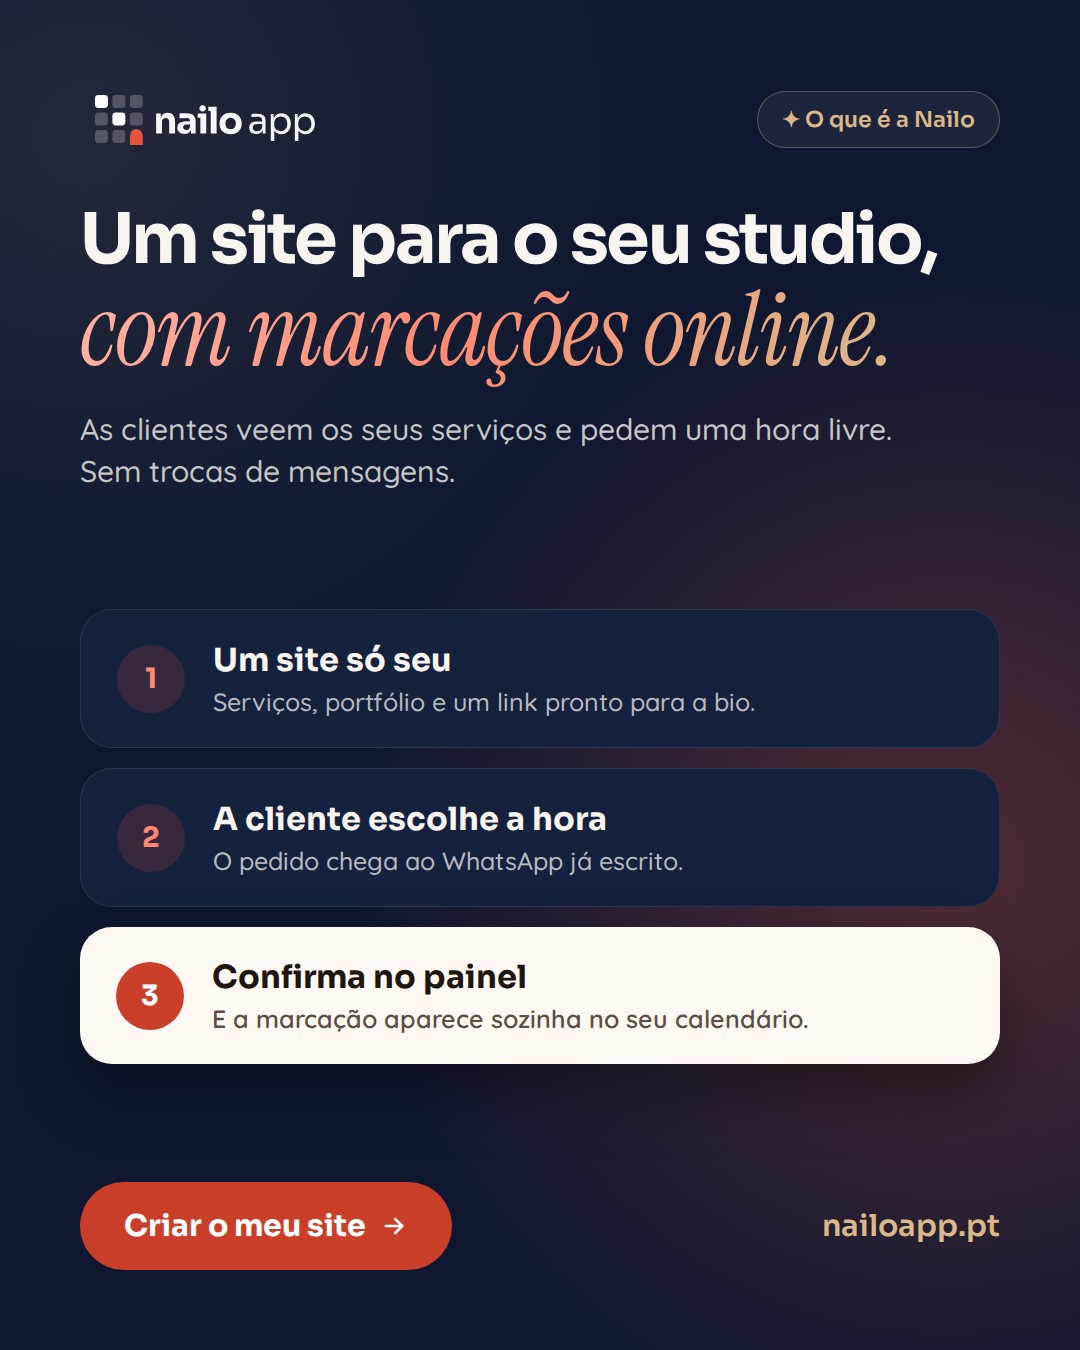 nailo app
✦ O que é a Nailo
Um site para o seu studio,
com marcações online.
As clientes veem os seus serviços e pedem uma hora livre.
Sem trocas de mensagens.
1
Um site só seu
Serviços, portfólio e um link pronto para a bio.
2
A cliente escolhe a hora
O pedido chega ao WhatsApp já escrito.
3
Confirma no painel
E a marcação aparece sozinha no seu calendário.
Criar o meu site →
nailoapp.pt